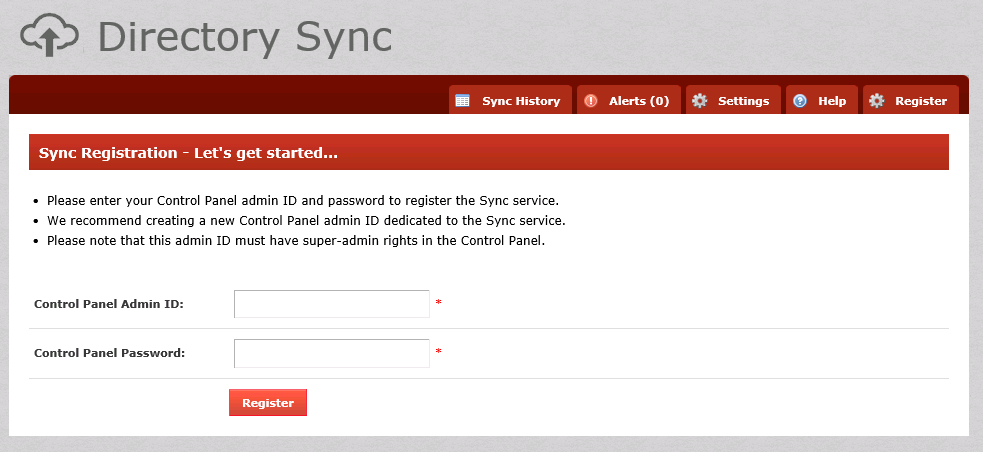 Directory Sync
Sync History
Alerts (0)
Settings
Help
Register
Sync Registration - Let's get started...
• Please enter your Control Panel admin ID and password to register the Sync service.
• We recommend creating a new Control Panel admin ID dedicated to the Sync service.
• Please note that this admin ID must have super-admin rights in the Control Panel.
Control Panel Admin ID: *
Control Panel Password: *
Register